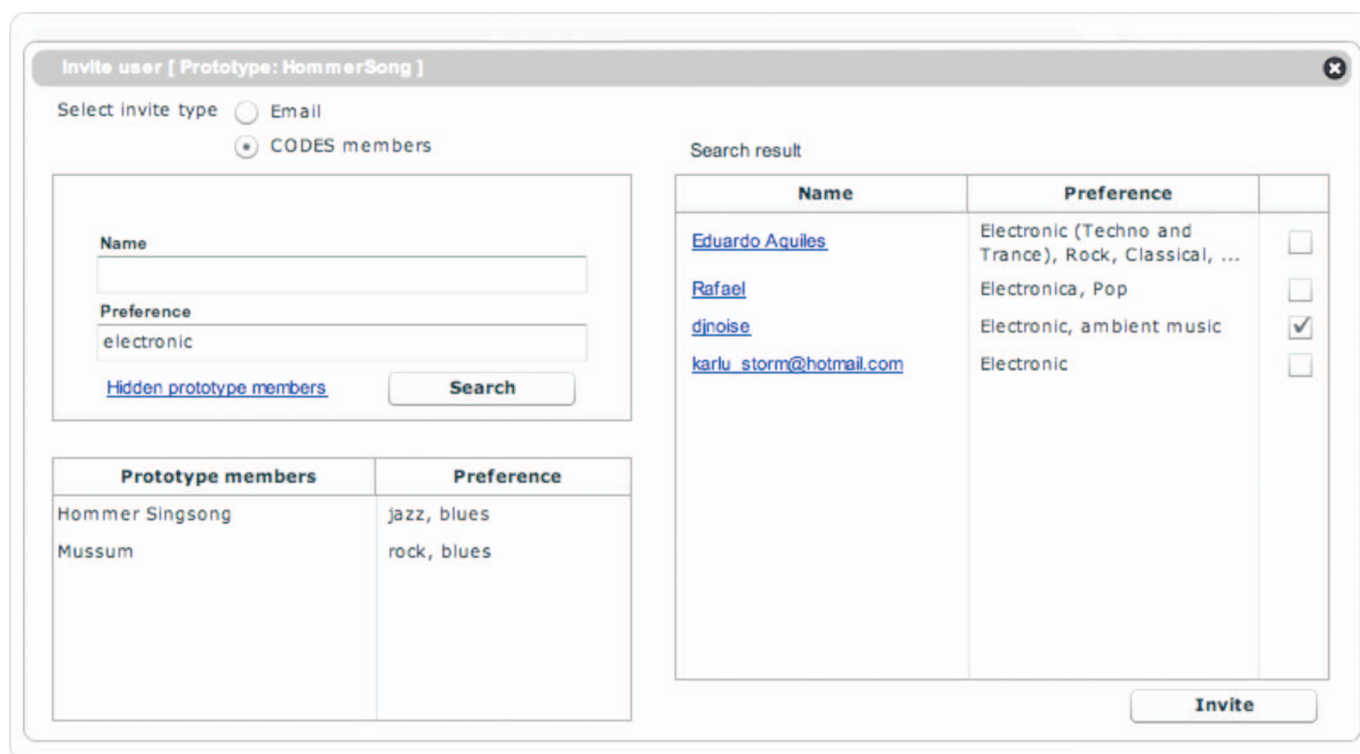 Invite user [ Prototype: HommerSong ]
Select invite type
Email
CODES members
Name
Preference
electronic
Hidden prototype members
Search
Prototype members
Preference
Hommer Singsong
jazz, blues
Mussum
rock, blues
Search result
Name
Preference
Eduardo Aquiles
Electronic (Techno and
Trance), Rock, Classical, ...
Rafael
Electronica, Pop
djnoise
Electronic, ambient music
karlu_storm@hotmail.com
Electronic
Invite